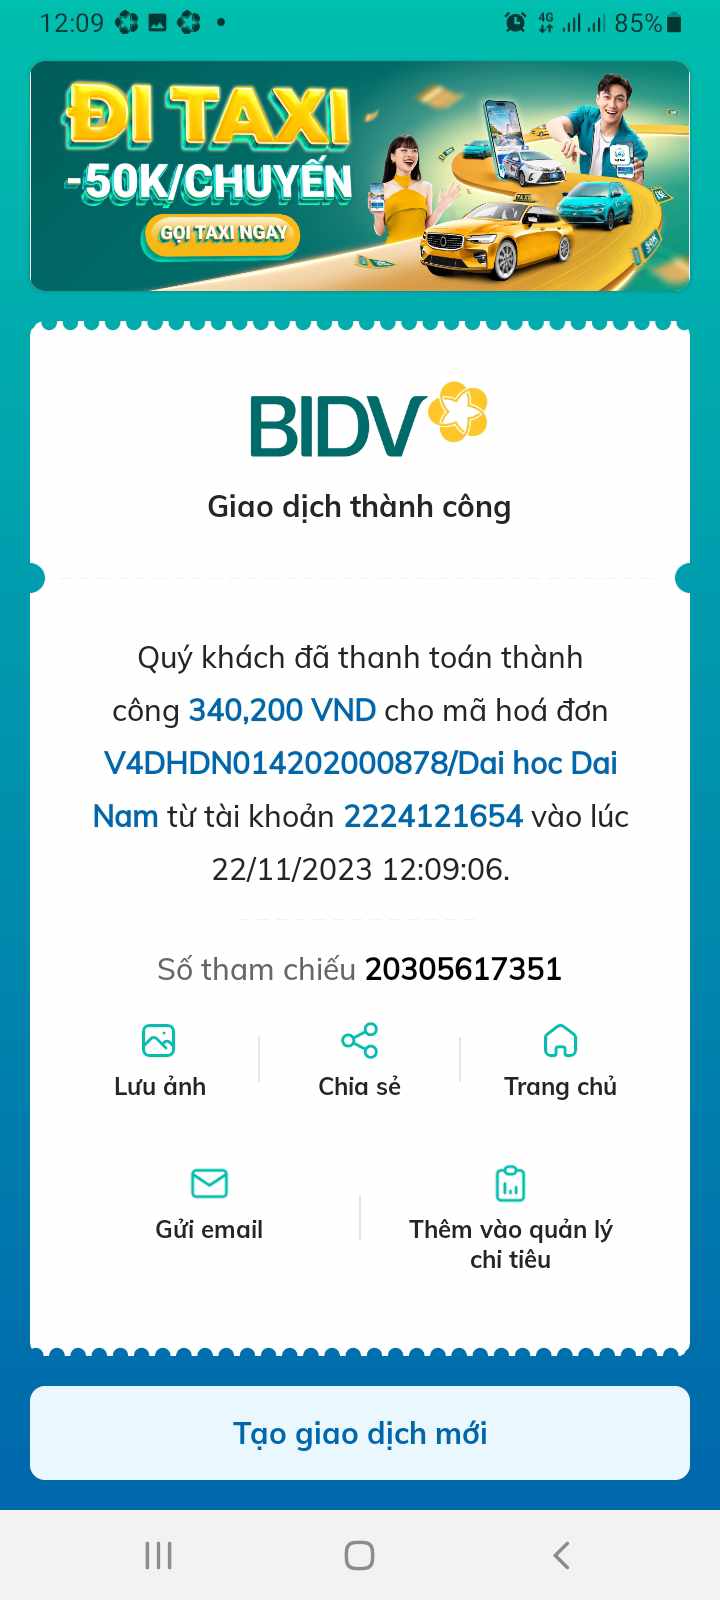 12:09
4G
85%
ĐI TAXI
-50K/CHUYẾN
GỌI TAXI NGAY
TAXI
BIDV
Giao dịch thành công
Quý khách đã thanh toán thành
công 340,200 VND cho mã hoá đơn
V4DHDN014202000878/Dai hoc Dai
Nam từ tài khoản 2224121654 vào lúc
22/11/2023 12:09:06.
Số tham chiếu 20305617351
Lưu ảnh
Chia sẻ
Trang chủ
Gửi email
Thêm vào quản lý
chi tiêu
Tạo giao dịch mới